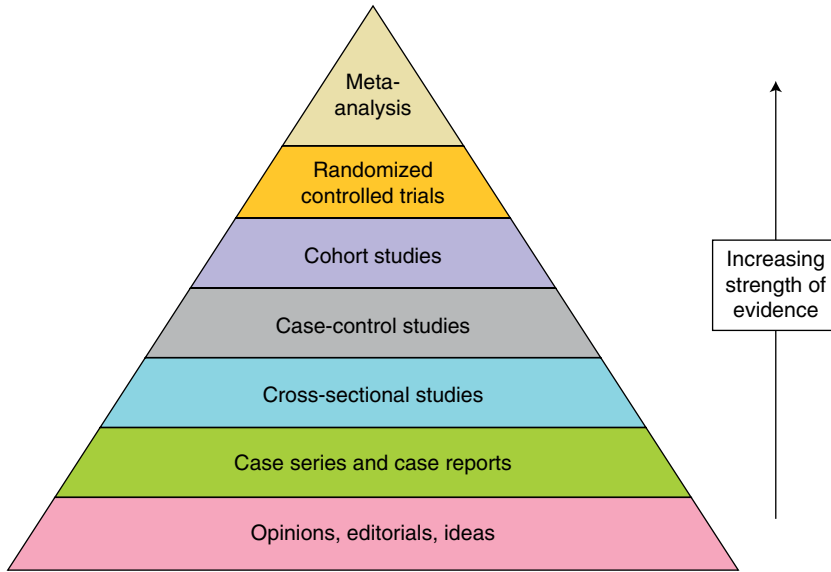 Meta-
analysis
Randomized
controlled trials
Cohort studies
Case-control studies
Cross-sectional studies
Case series and case reports
Opinions, editorials, ideas
Increasing
strength of
evidence